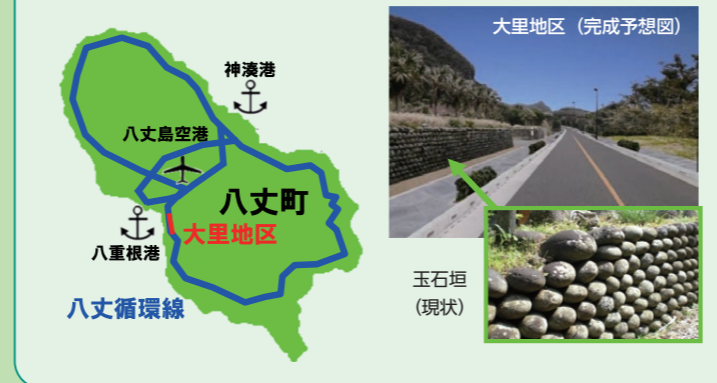 神湊港
八丈島空港
八丈町
大里地区
八重根港
八丈循環線
大里地区（完成予想図）
玉石垣
（現状）